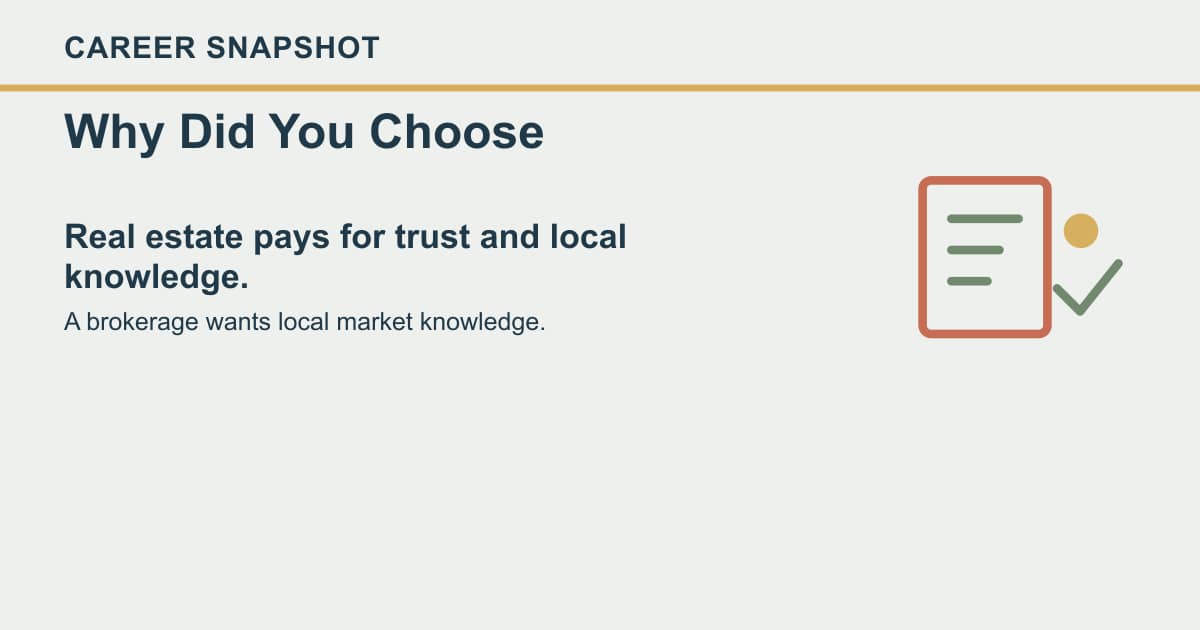 CAREER SNAPSHOT
Why Did You Choose
Real estate pays for trust and local
knowledge.
A brokerage wants local market knowledge.